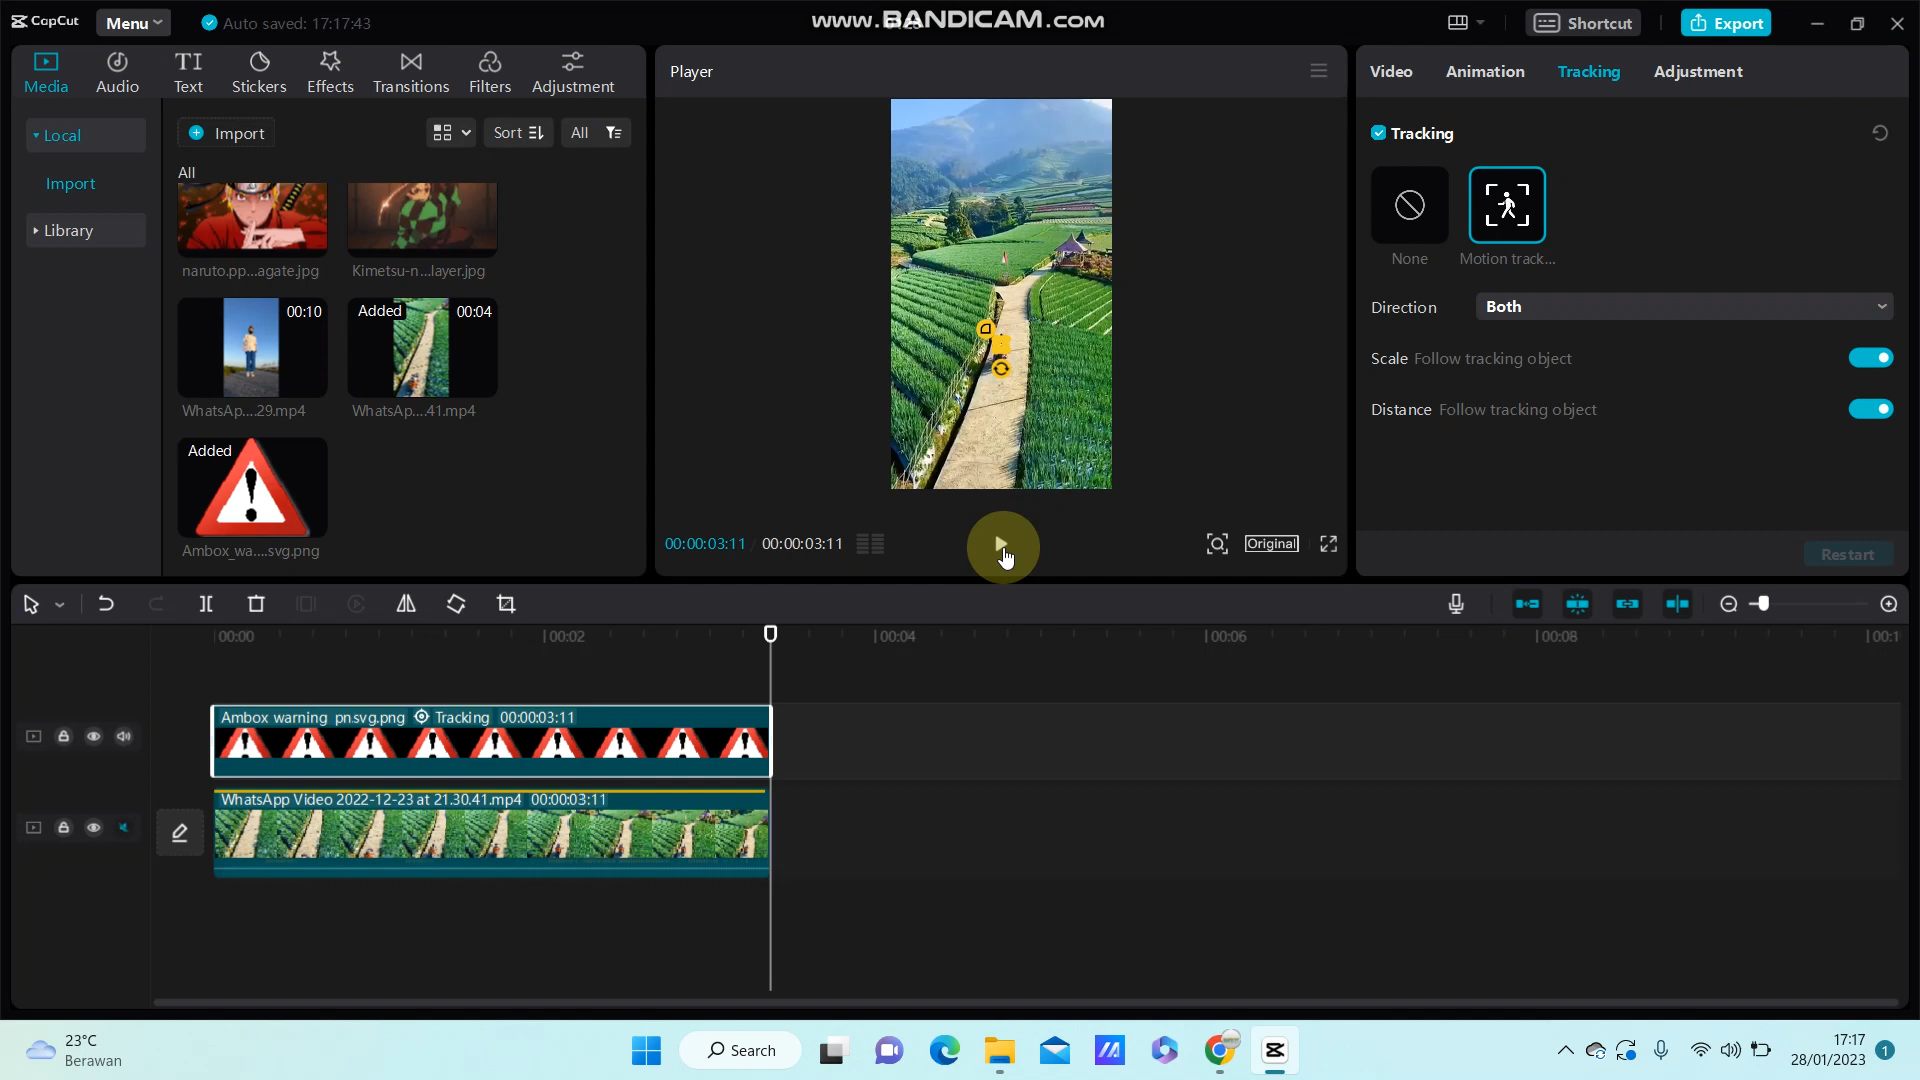 CapCut
Menu
Auto saved: 17:17:43
www.BANDICAM.com
Shortcut
Export
Media
Audio
Text
Stickers
Effects
Transitions
Filters
Adjustment
Player
Video
Animation
Tracking
Adjustment
Local
Import
Library
Import
Sort
All
All
naruto.pp...agate.jpg
Kimetsu-n...layer.jpg
00:10
Added
00:04
WhatsAp....29.mp4
WhatsAp....41.mp4
Added
Ambox_wa....svg.png
Tracking
None
Motion track...
Direction
Both
Scale Follow tracking object
Distance Follow tracking object
Restart
00:00:03:11 / 00:00:03:11
Original
00:00
00:02
00:04
00:06
00:08
00:1
Ambox warning pn.svg.png Tracking 00:00:03:11
WhatsApp Video 2022-12-23 at 21.30.41.mp4 00:00:03:11
23°C
Berawan
Search
17:17
28/01/2023
1